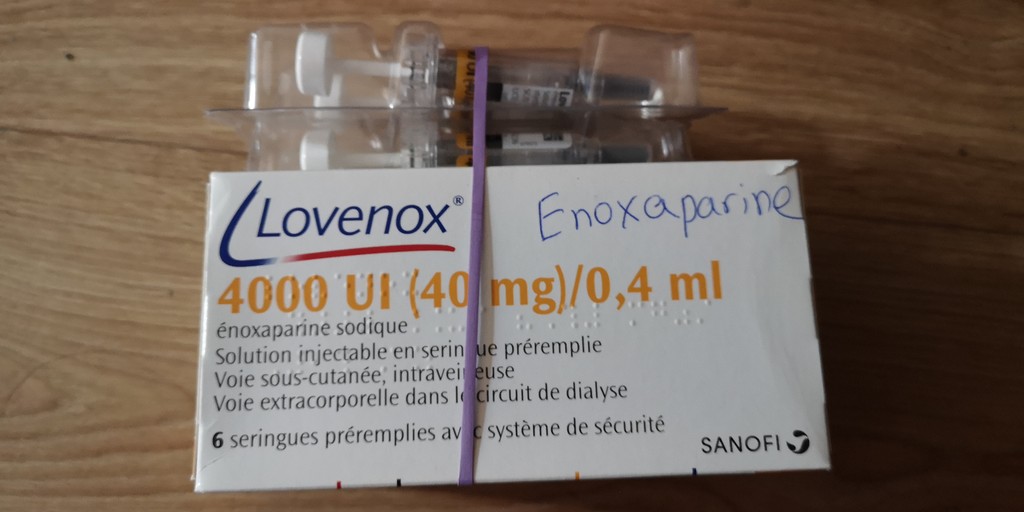 Lovenox®
Enoxaparine
4000 UI (40 mg)/0,4 ml
énoxaparine sodique
Solution injectable en seringue préremplie
Voie sous-cutanée, intraveineuse
Voie extracorporelle dans le circuit de dialyse
6 seringues préremplies avec système de sécurité
SANOFI